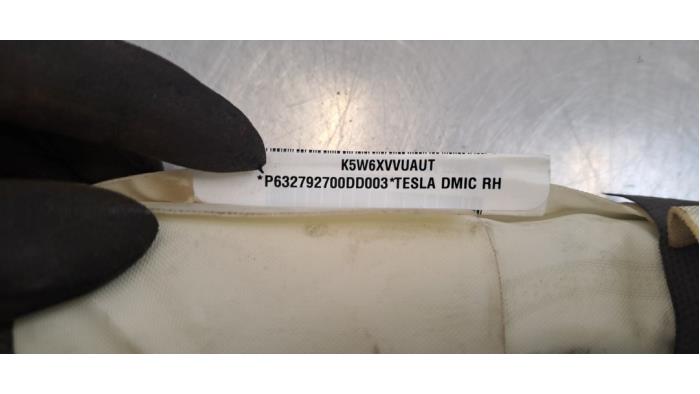 K5W6XVVUAUT
*P632792700DD003*TESLA DMIC RH